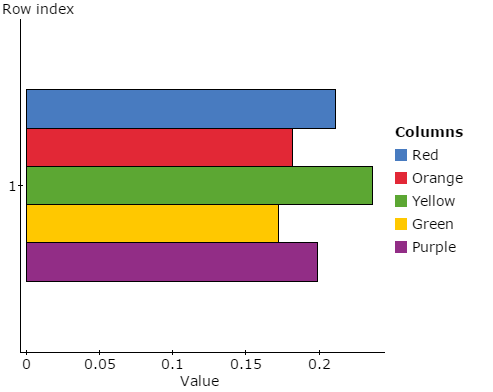 Row index
Columns
Red
Orange
Yellow
Green
Purple
1
0 0.05 0.1 0.15 0.2
Value